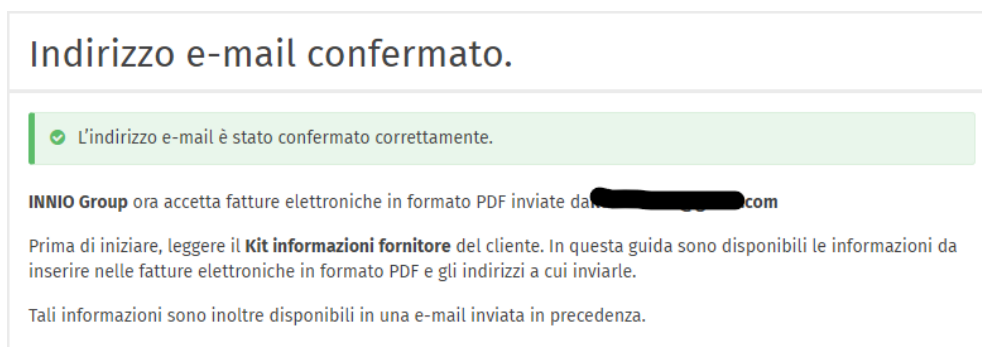 Indirizzo e-mail confermato.
L'indirizzo e-mail è stato confermato correttamente.
INNIO Group ora accetta fatture elettroniche in formato PDF inviate da com
Prima di iniziare, leggere il Kit informazioni fornitore del cliente. In questa guida sono disponibili le informazioni da
inserire nelle fatture elettroniche in formato PDF e gli indirizzi a cui inviarle.
Tali informazioni sono inoltre disponibili in una e-mail inviata in precedenza.